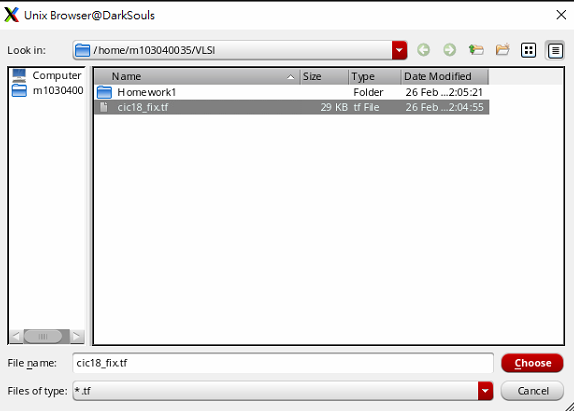 Unix Browser@DarkSouls
Look in: /home/m103040035/VLSI
Computer
m1030400
Name Size Type Date Modified
Homework1 Folder 26 Feb ...2:05:21
cic18_fix.tf 29 KB tf File 26 Feb ...2:04:55
File name: cic18_fix.tf Choose
Files of type: *.tf Cancel